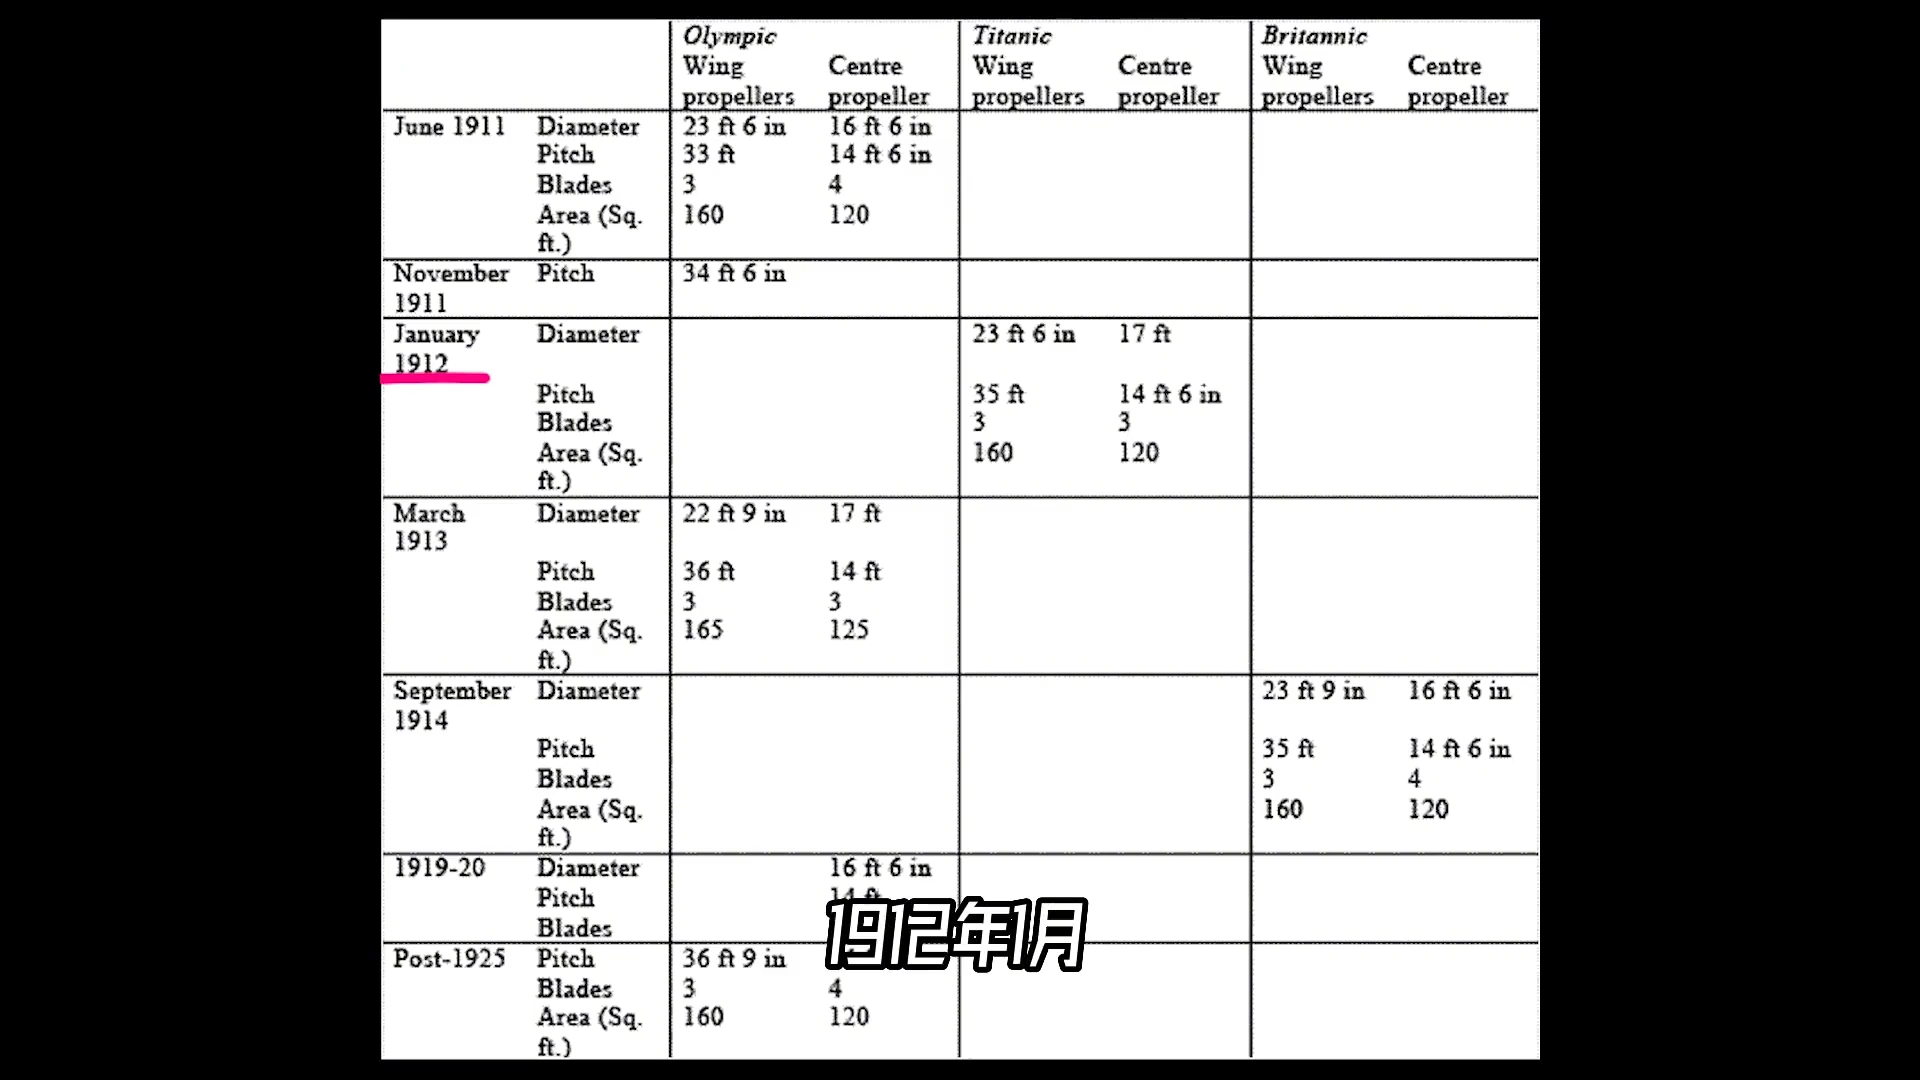 Olympic Titanic Britannic
Wing Centre Wing Centre Wing Centre
propellers propeller propellers propeller propellers propeller
June 1911 Diameter 23 ft 6 in 16 ft 6 in
Pitch 33 ft 14 ft 6 in
Blades 3 4
Area (Sq. 160 120
ft.)
November Pitch 34 ft 6 in
1911
January Diameter 23 ft 6 in 17 ft
1912
Pitch 35 ft 14 ft 6 in
Blades 3 3
Area (Sq. 160 120
ft.)
March Diameter 22 ft 9 in 17 ft
1913
Pitch 36 ft 14 ft
Blades 3 3
Area (Sq. 165 125
ft.)
September Diameter 23 ft 9 in 16 ft 6 in
1914
Pitch 35 ft 14 ft 6 in
Blades 3 4
Area (Sq. 160 120
ft.)
1919-20 Diameter 16 ft 6 in
Pitch 14 ft
Blades
1912年1月
Post-1925 Pitch 36 ft 9 in
Blades 3 4
Area (Sq. 160 120
ft.)